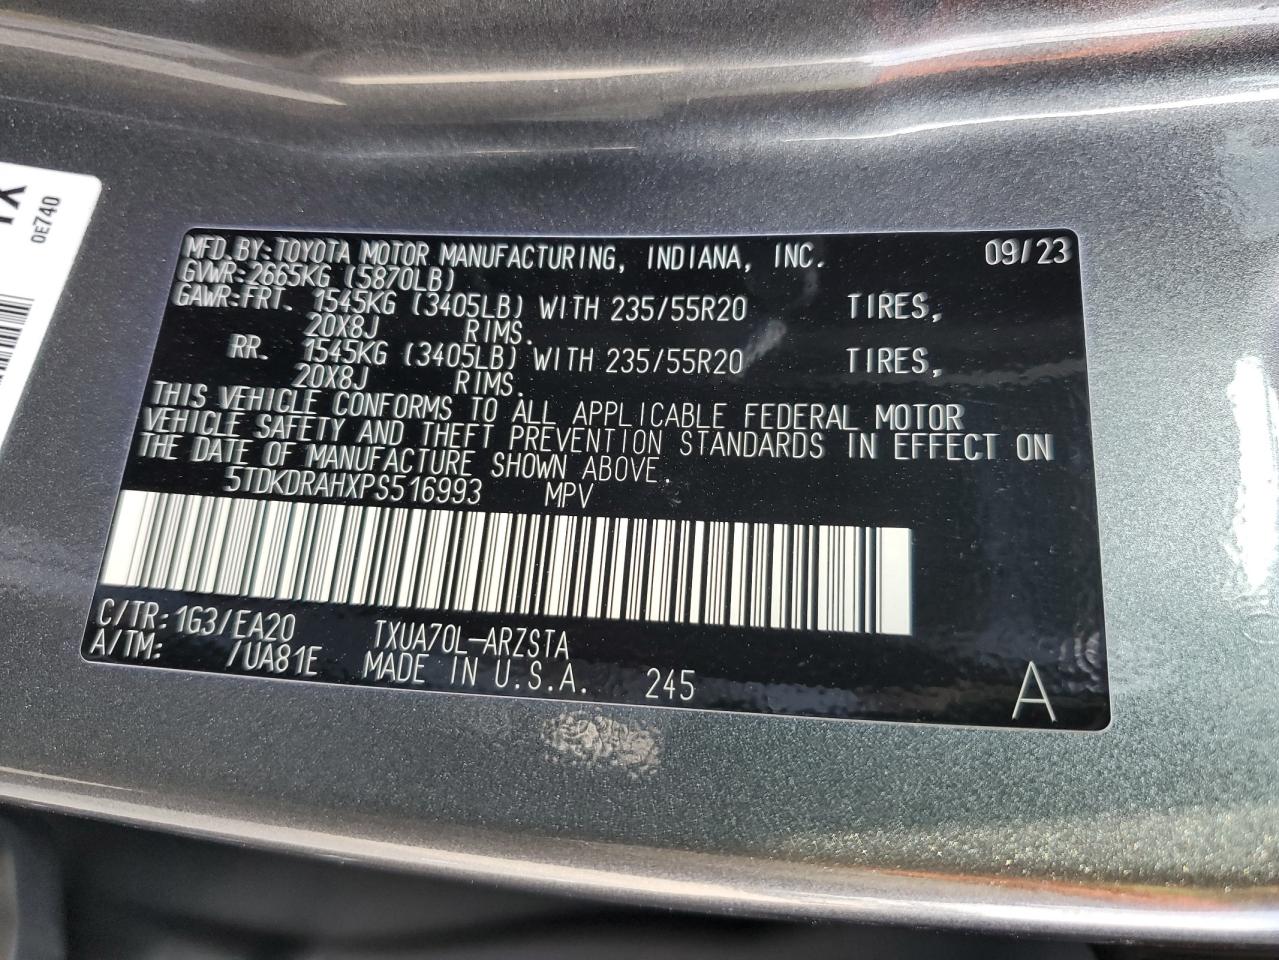 MFD.BY:TOYOTA MOTOR MANUFACTURING, INDIANA, INC. 09/23
GVWR:2665KG (5870LB)
GAWR:FRT. 1545KG (3405LB) WITH 235/55R20 TIRES,
20X8J RIMS.
RR. 1545KG (3405LB) WITH 235/55R20 TIRES,
20X8J RIMS.
THIS VEHICLE CONFORMS TO ALL APPLICABLE FEDERAL MOTOR
VEHICLE SAFETY AND THEFT PREVENTION STANDARDS IN EFFECT ON
THE DATE OF MANUFACTURE SHOWN ABOVE.
5TDKDRAHXPS516993 MPV
C/TR:1G3/EA20 TXUA70L-ARZSTA
A/TM: /UA81E MADE IN U.S.A. 245 A
0E740